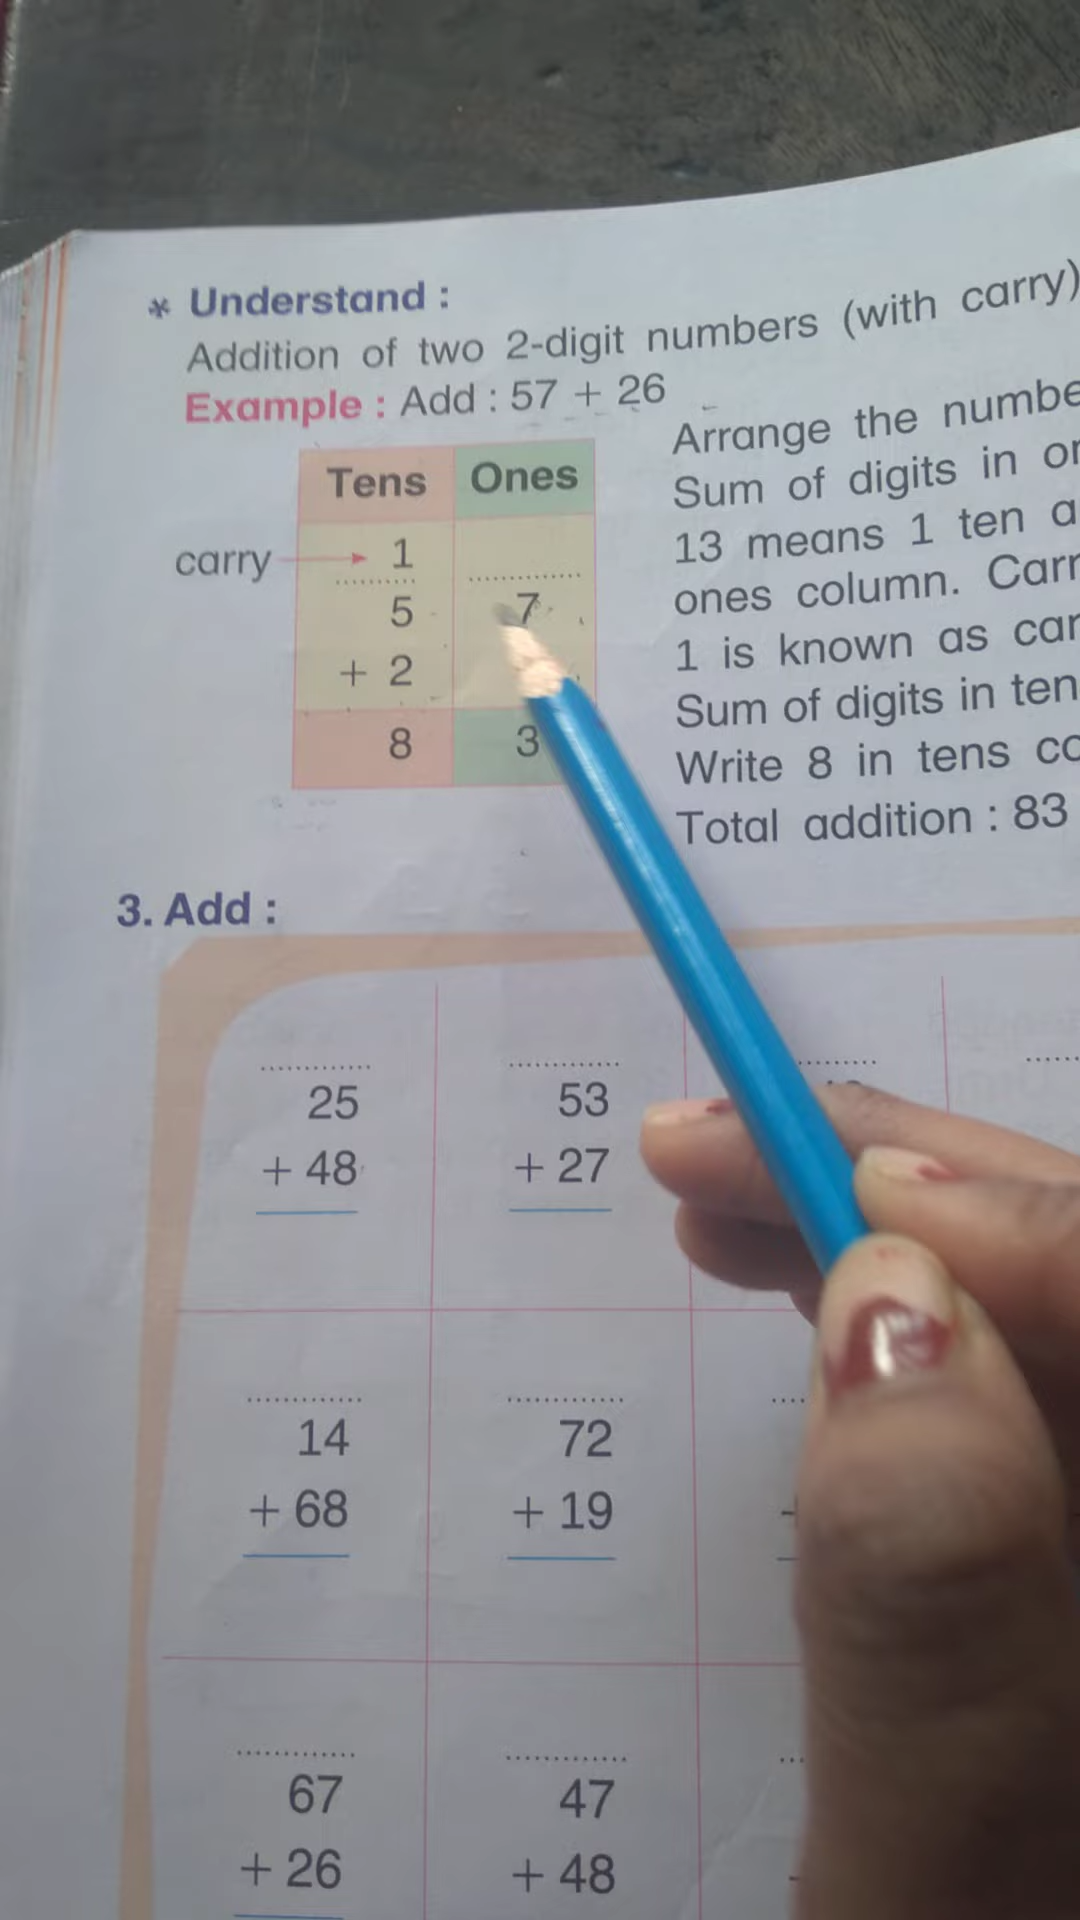 * Understand :
Addition of two 2-digit numbers (with carry)
Example : Add : 57 + 26
Tens Ones
carry 1
5 7
+ 2
8 3
Arrange the
Sum of digits in
13 means 1 ten
ones column.
1 is known as
Sum of digits in
Write 8 in tens
Total addition : 83
3. Add :
25 53
+ 48 + 27
14 72
+ 68 + 19
67 47
+ 26 + 48